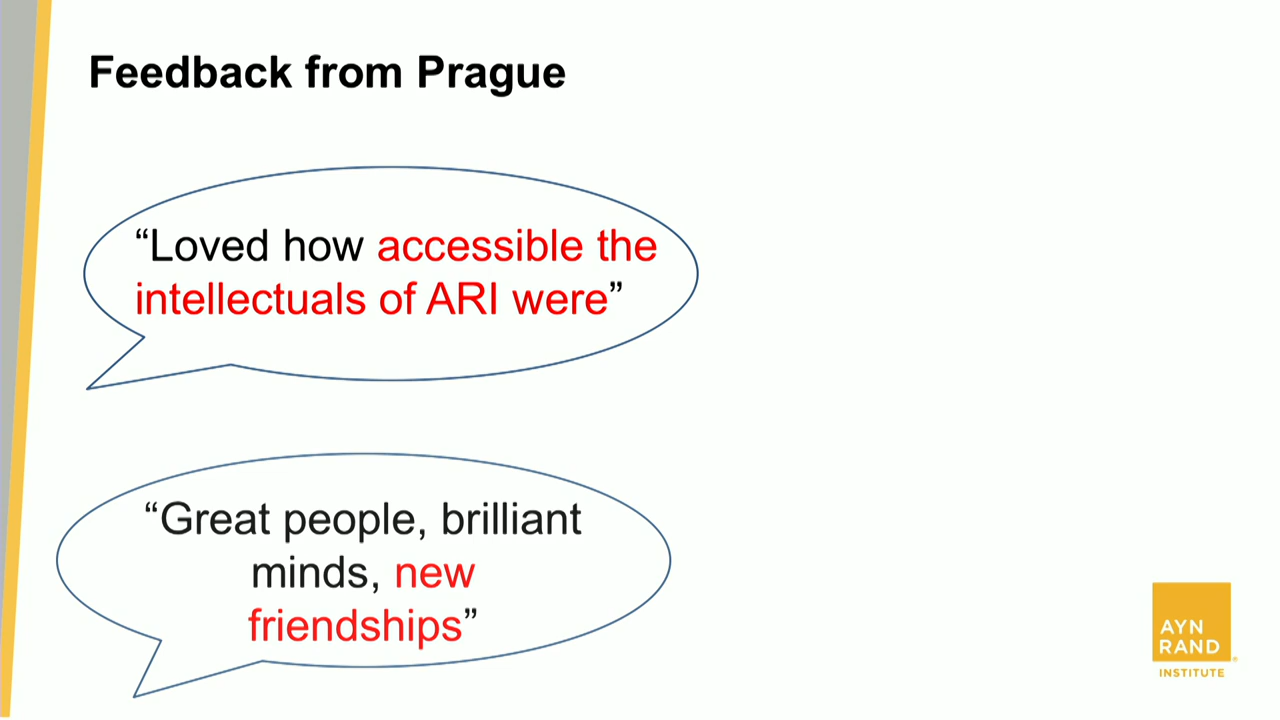 Feedback from Prague
“Loved how accessible the
intellectuals of ARI were”
“Great people, brilliant
minds, new
friendships”
AYN
RAND
INSTITUTE